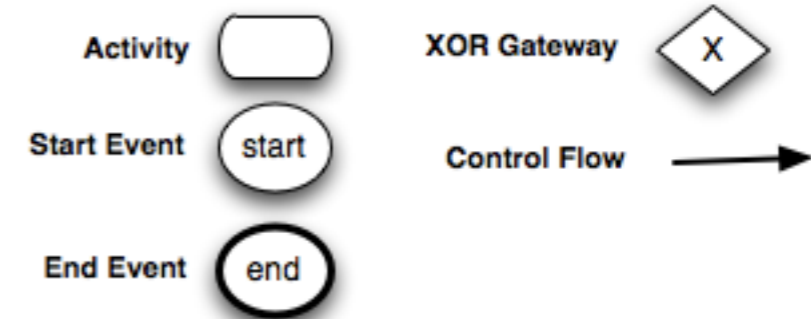 Activity
XOR Gateway
X
Start Event
start
Control Flow
End Event
end